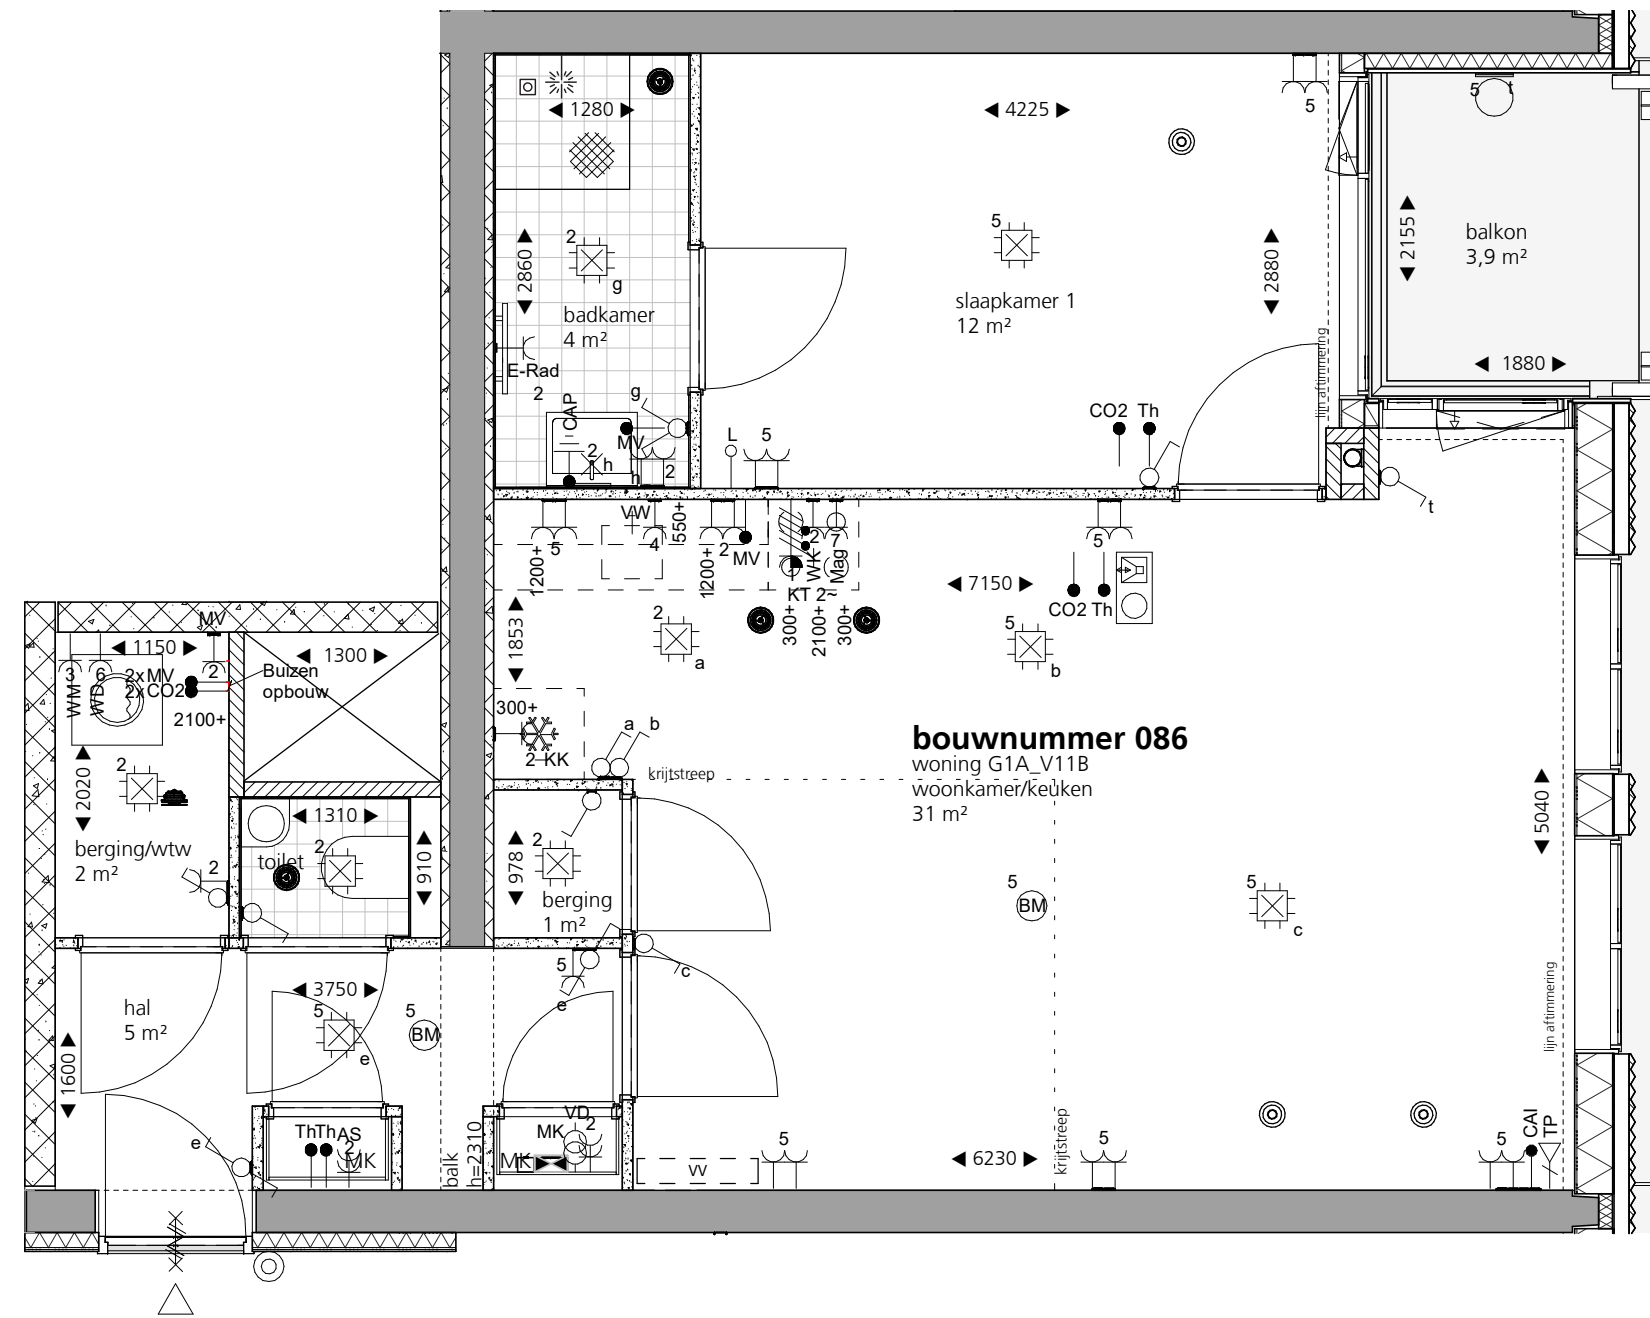 1280
4225
5
5 t
2155
balkon
3,9 m²
2
g
2860
badkamer
4 m²
5
slaapkamer 1
12 m²
2880
1880
E-Rad
2
CAP
g
MV
2
h
h
2
L
5
CO2 Th
lijn aftimmering
t
1200+
5
VW
4
550+
1200+
2
MV
2
7
1
WK
Mag
KT 2~
300+
2100+
300+
7150
5
CO2 Th
1853
2
a
5
b
MV
1150
3
6
WM
WD
2xMV
2xCO2
2
2100+
1300
Buizen
opbouw
300+
2 KK
a b
krijtstreep
bouwnummer 086
woning G1A_V11B
woonkamer/keuken
31 m²
2020
2
berging/wtw
2 m²
2
1310
2
toilet
910
978
2
berging
1 m²
5040
5
BM
5
c
c
5
e
hal
5 m²
3750
5
e
5
BM
1600
lijn aftimmering
e
ThThAS
2
MK
balk
h=2310
VD
MK
2
MK
VV
5
6230
krijtstreep
5
5
CAI
TP